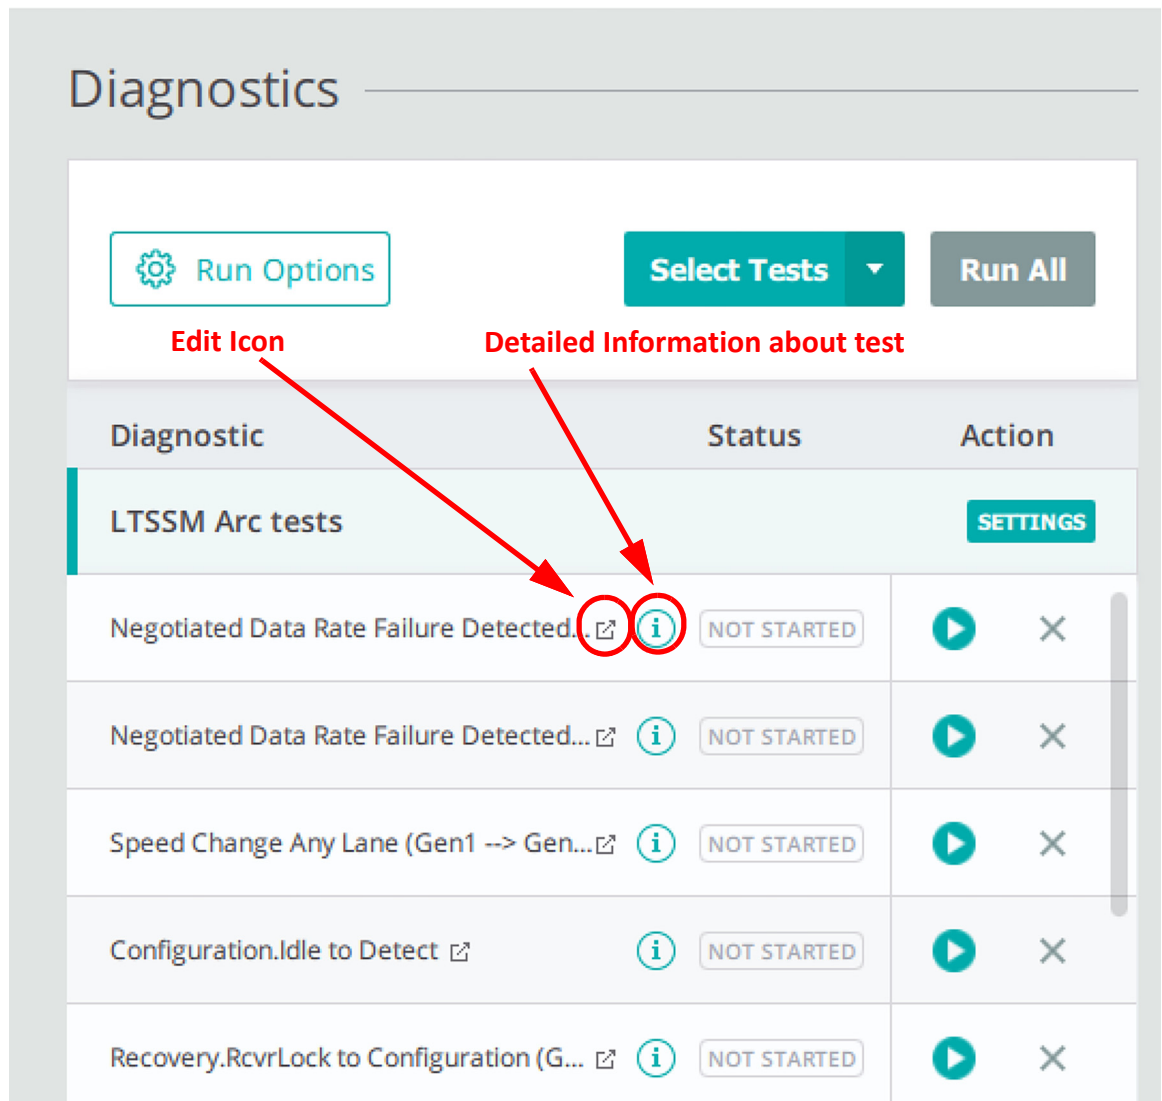 Diagnostics
Run Options
Select Tests
Run All
Edit Icon
Detailed Information about test
Diagnostic Status Action
LTSSM Arc tests SETTINGS
Negotiated Data Rate Failure Detected... i NOT STARTED
Negotiated Data Rate Failure Detected... i NOT STARTED
Speed Change Any Lane (Gen1 --> Gen... i NOT STARTED
Configuration.Idle to Detect i NOT STARTED
Recovery.RcvrLock to Configuration (G... i NOT STARTED